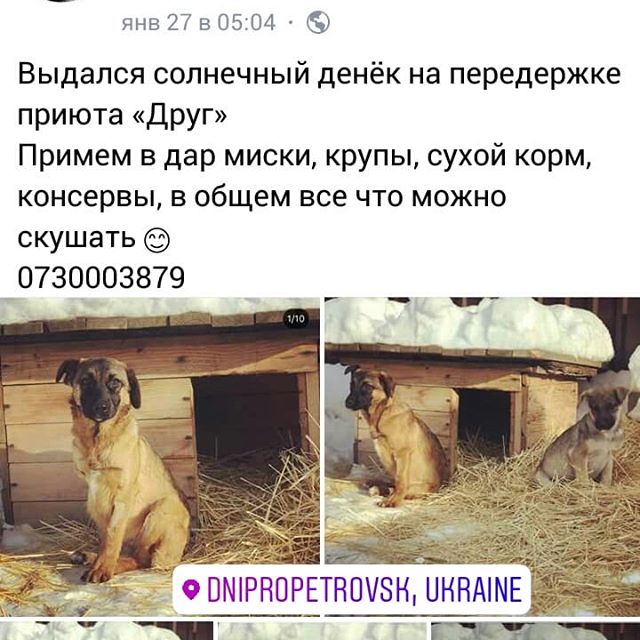 янв 27 в 05:04 ·
Выдался солнечный денёк на передержке
приюта «Друг»
Примем в дар миски, крупы, сухой корм,
консервы, в общем все что можно
скушать 😊
0730003879
1/10
DNIPROPETROVSK, UKRAINE